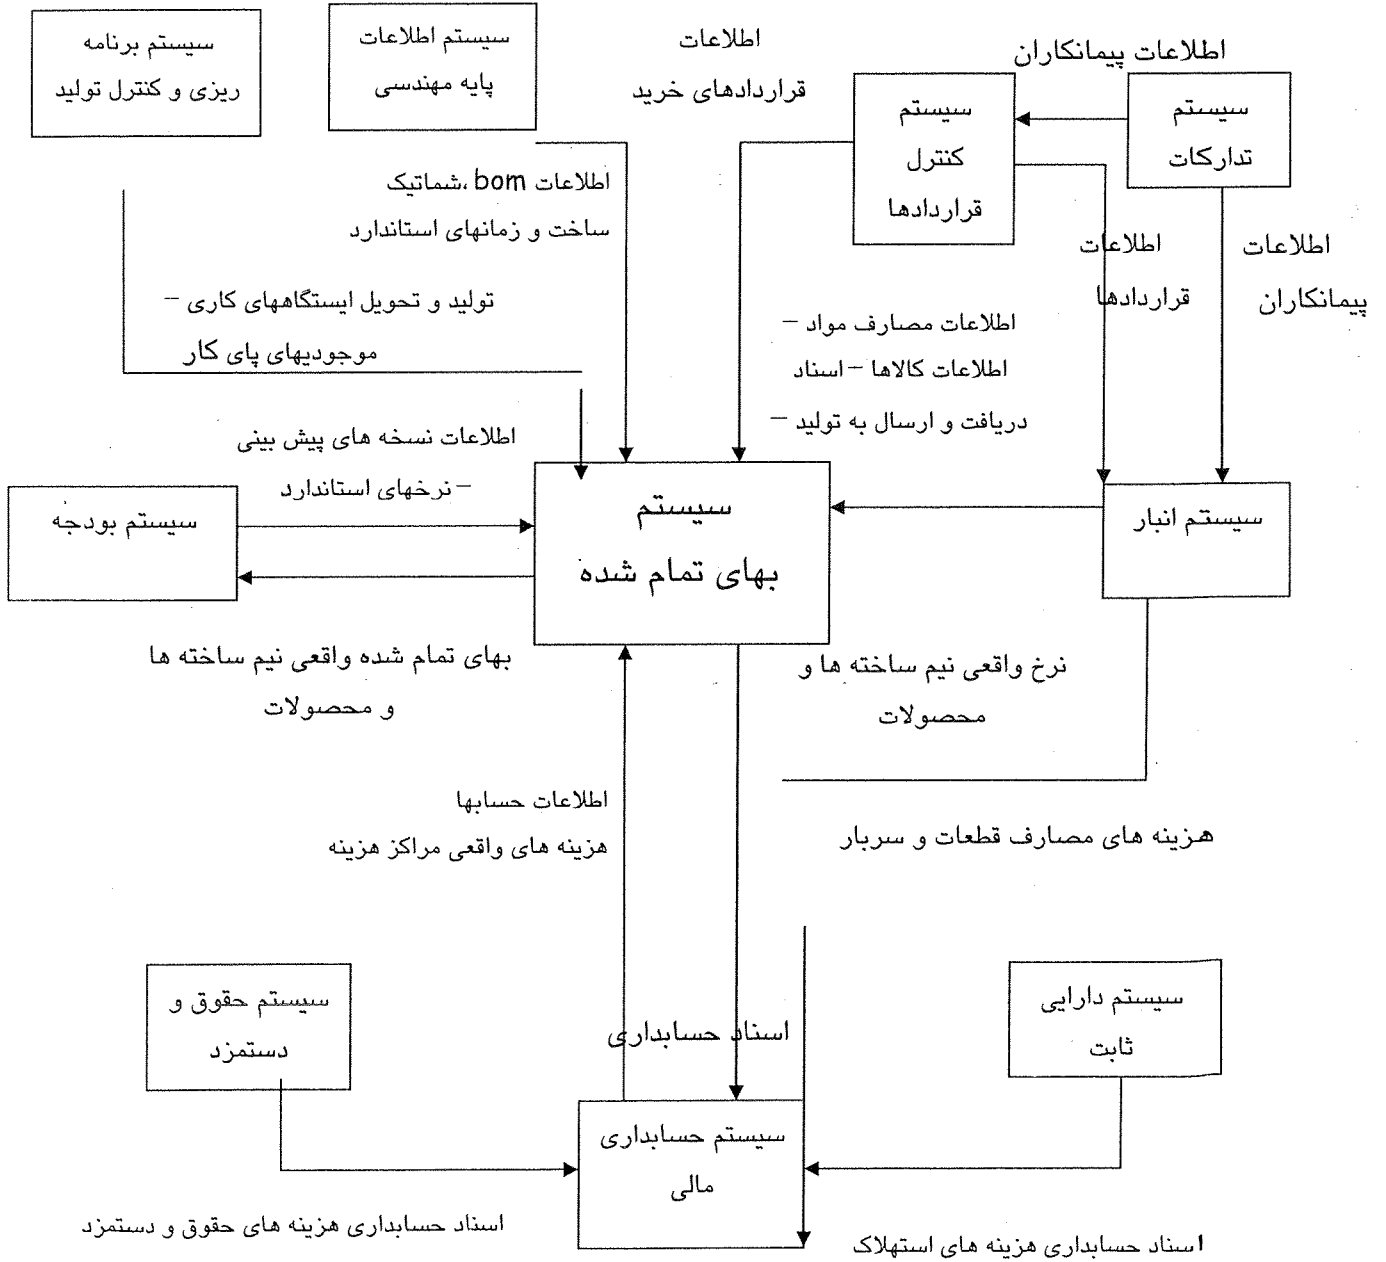 اطلاعات پیمانکاران
سیستم
تدارکات
سیستم
کنترل
قراردادها
اطلاعات
قراردادهای خرید
سیستم اطلاعات
پایه مهندسی
سیستم برنامه
ریزی و کنترل تولید
اطلاعات bom ،شماتیک
ساخت و زمانهای استاندارد
اطلاعات
پیمانکاران
اطلاعات
قراردادها
تولید و تحویل ایستگاههای کاری –
موجودیهای پای کار
اطلاعات مصارف مواد –
اطلاعات کالاها – اسناد
دریافت و ارسال به تولید –
اطلاعات نسخه های پیش بینی
– نرخهای استاندارد
سیستم انبار
سیستم
بهای تمام شده
سیستم بودجه
نرخ واقعی نیم ساخته ها و
محصولات
بهای تمام شده واقعی نیم ساخته ها
و محصولات
اطلاعات حسابها
هزینه های واقعی مراکز هزینه
هزینه های مصارف قطعات و سربار
سیستم دارایی
ثابت
سیستم حقوق و
دستمزد
اسناد حسابداری
سیستم حسابداری
مالی
اسناد حسابداری هزینه های حقوق و دستمزد
اسناد حسابداری هزینه های استهلاک